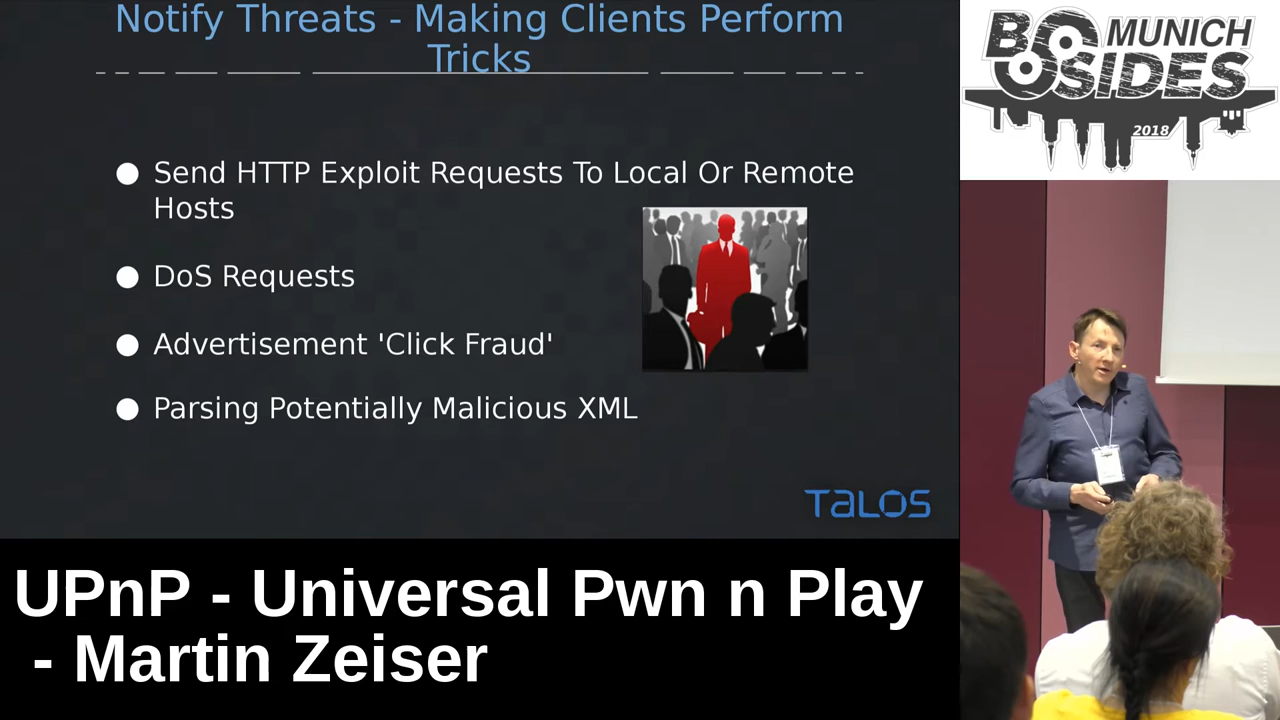 Notify Threats - Making Clients Perform
Tricks
● Send HTTP Exploit Requests To Local Or Remote
Hosts
● DoS Requests
● Advertisement 'Click Fraud'
● Parsing Potentially Malicious XML
TALOS
UPnP - Universal Pwn n Play
- Martin Zeiser
BSIDES MUNICH
2018